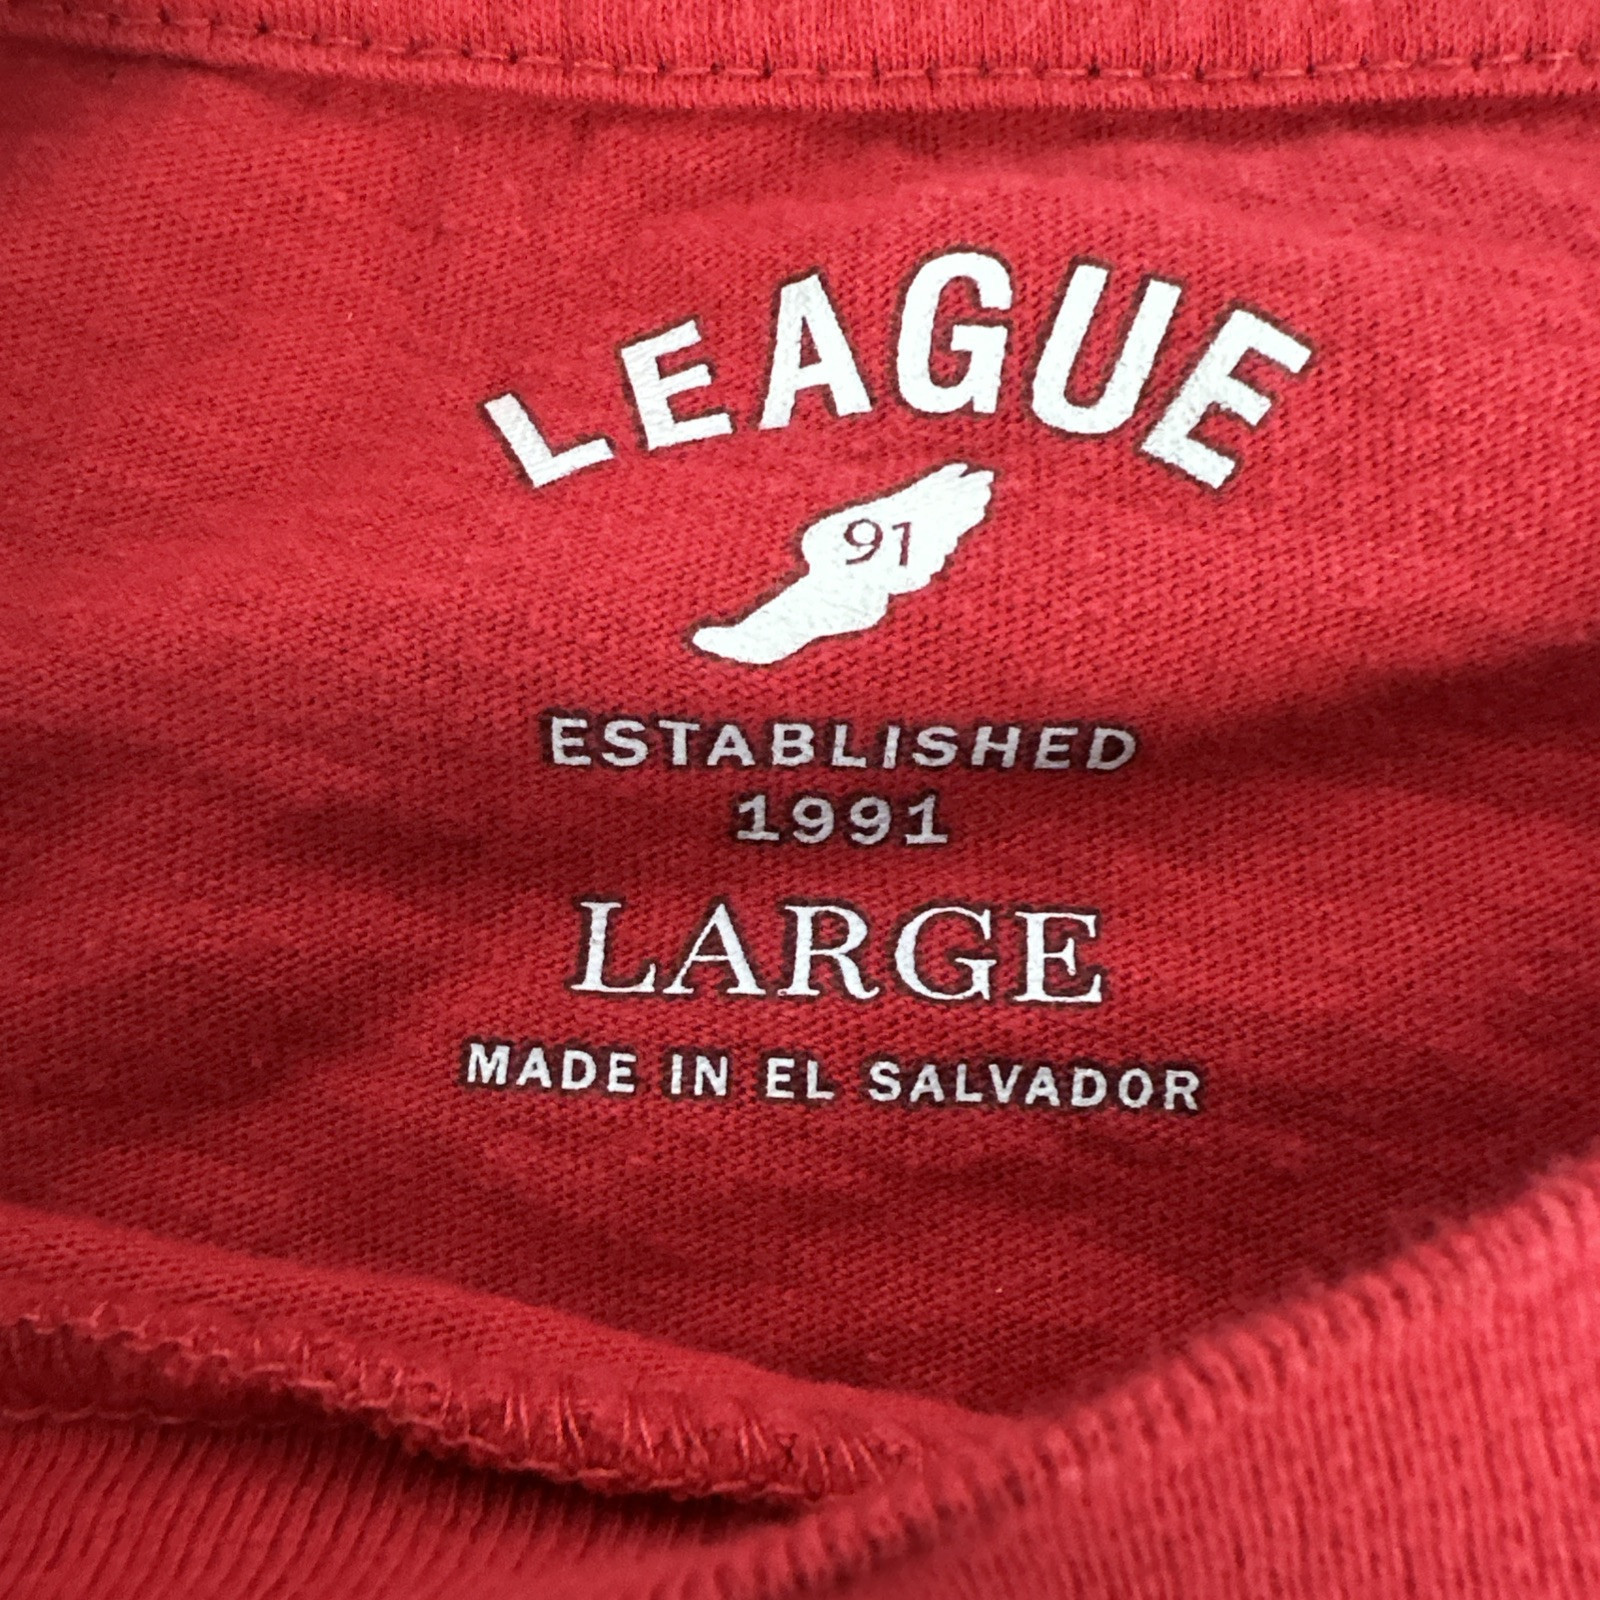 LEAGUE
91
ESTABLISHED
1991
LARGE
MADE IN EL SALVADOR